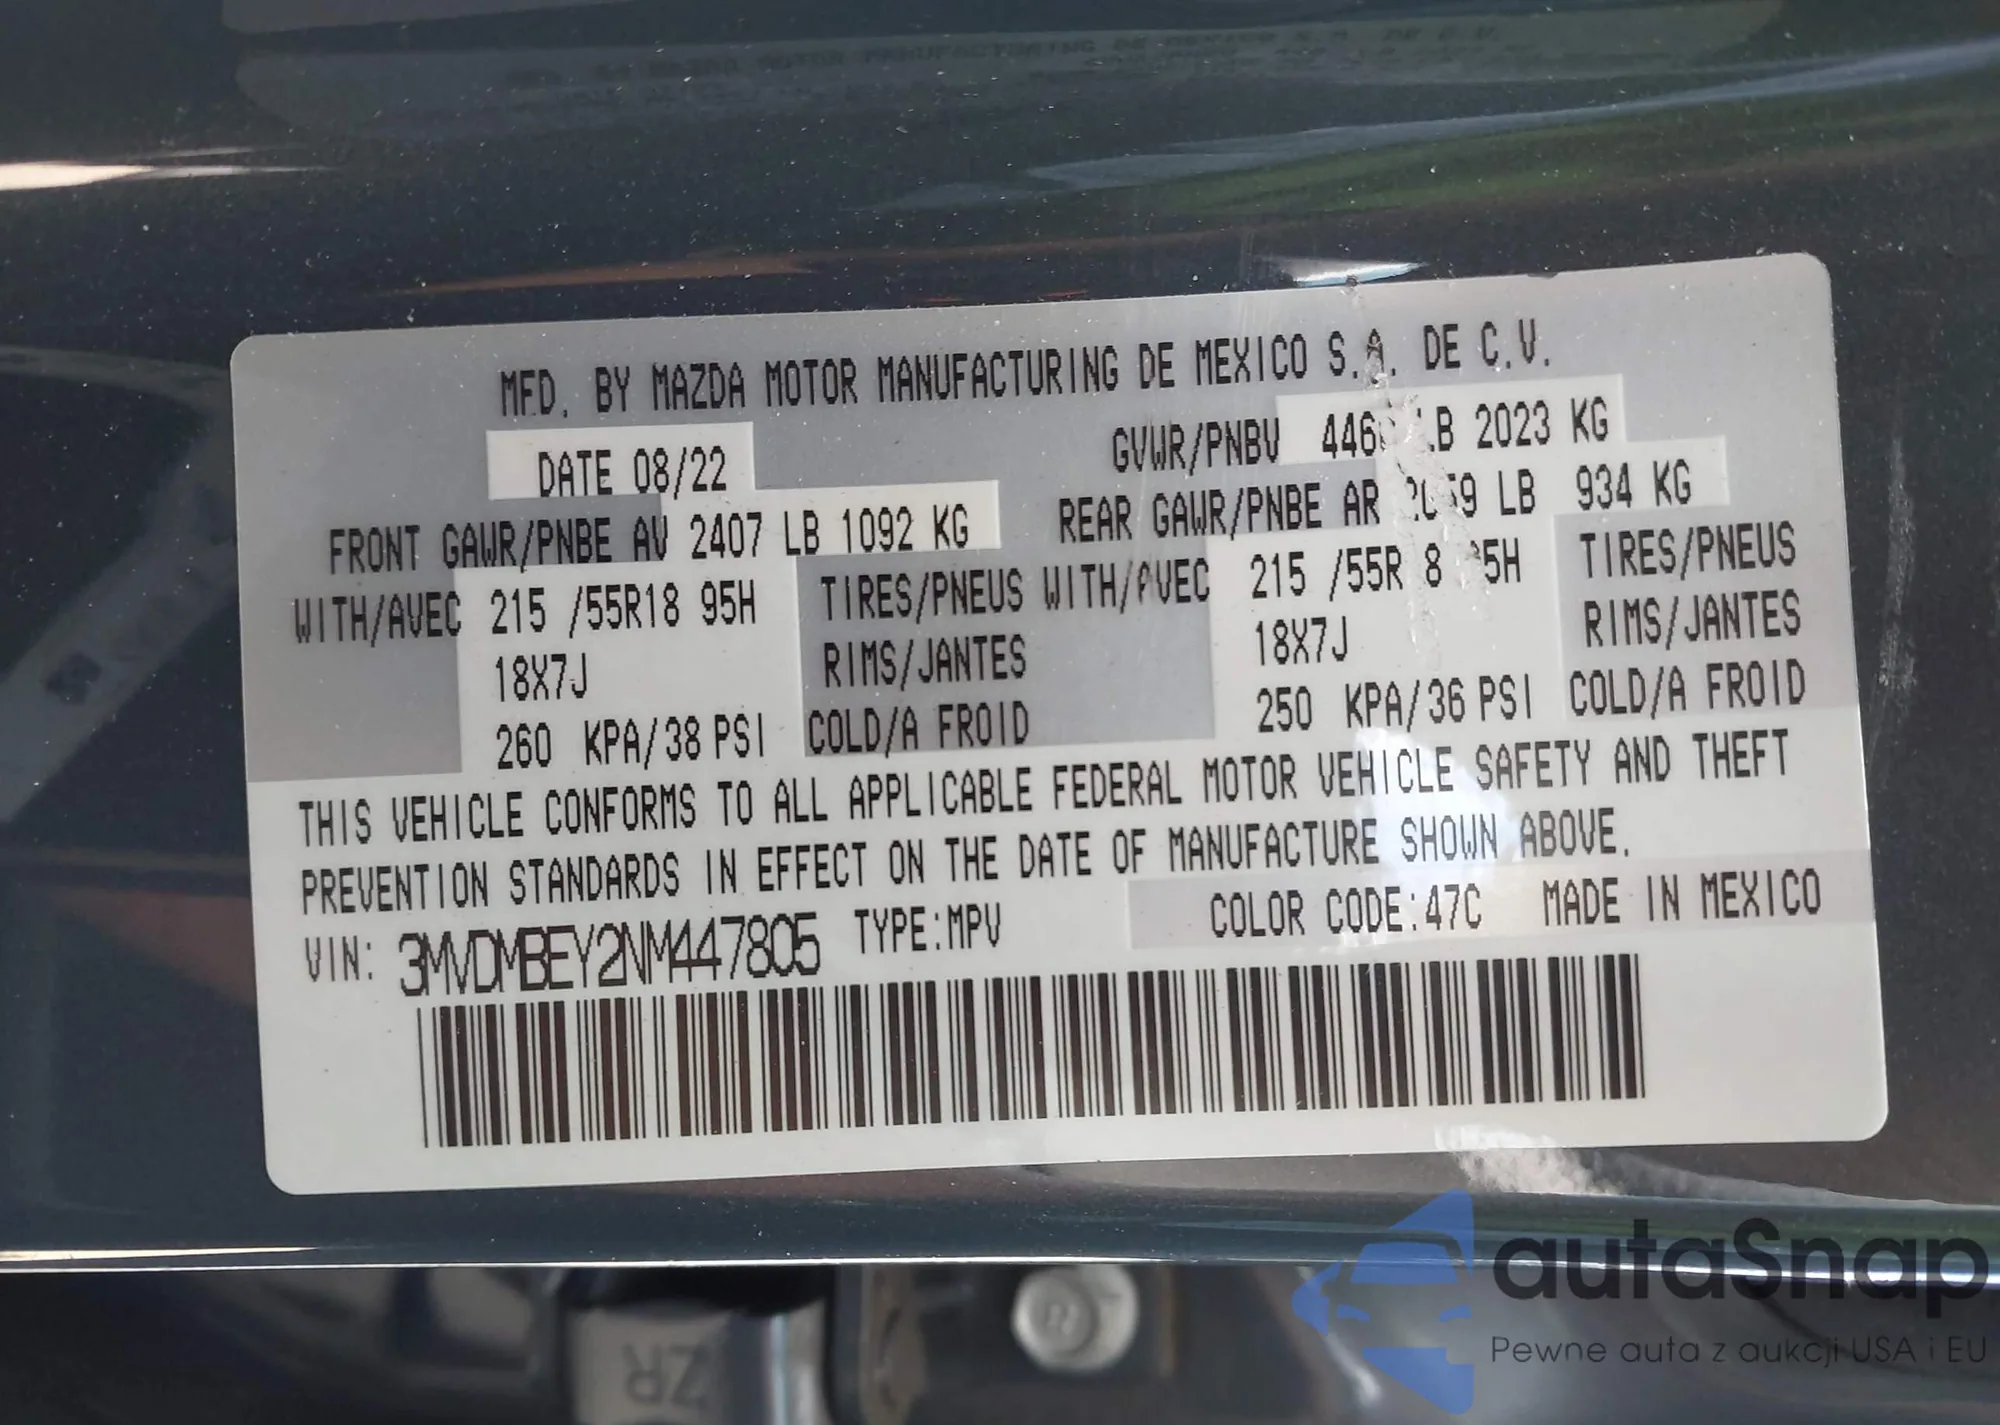 MFD. BY MAZDA MOTOR MANUFACTURING DE MEXICO S.A. DE C.V.
DATE 08/22 GVWR/PNBV LB 2023 KG
FRONT GAWR/PNBE AV 2407 LB 1092 KG REAR GAWR/PNBE AR LB 934 KG
WITH/AVEC 215 /55R18 95H TIRES/PNEUS WITH/AVEC 215 TIRES/PNEUS
18X7J RIMS/JANTES 18X7J RIMS/JANTES
260 KPA/38 PSI COLD/A FROID 250 KPA/36 PSI COLD/A FROID
THIS VEHICLE CONFORMS TO ALL APPLICABLE FEDERAL MOTOR VEHICLE SAFETY AND THEFT
PREVENTION STANDARDS IN EFFECT ON THE DATE OF MANUFACTURE SHOWN ABOVE.
VIN: 3MVDMBEY2NM447805 TYPE:MPV COLOR CODE:47C MADE IN MEXICO
autaSnap
Pewne auta z aukcji USA i EU